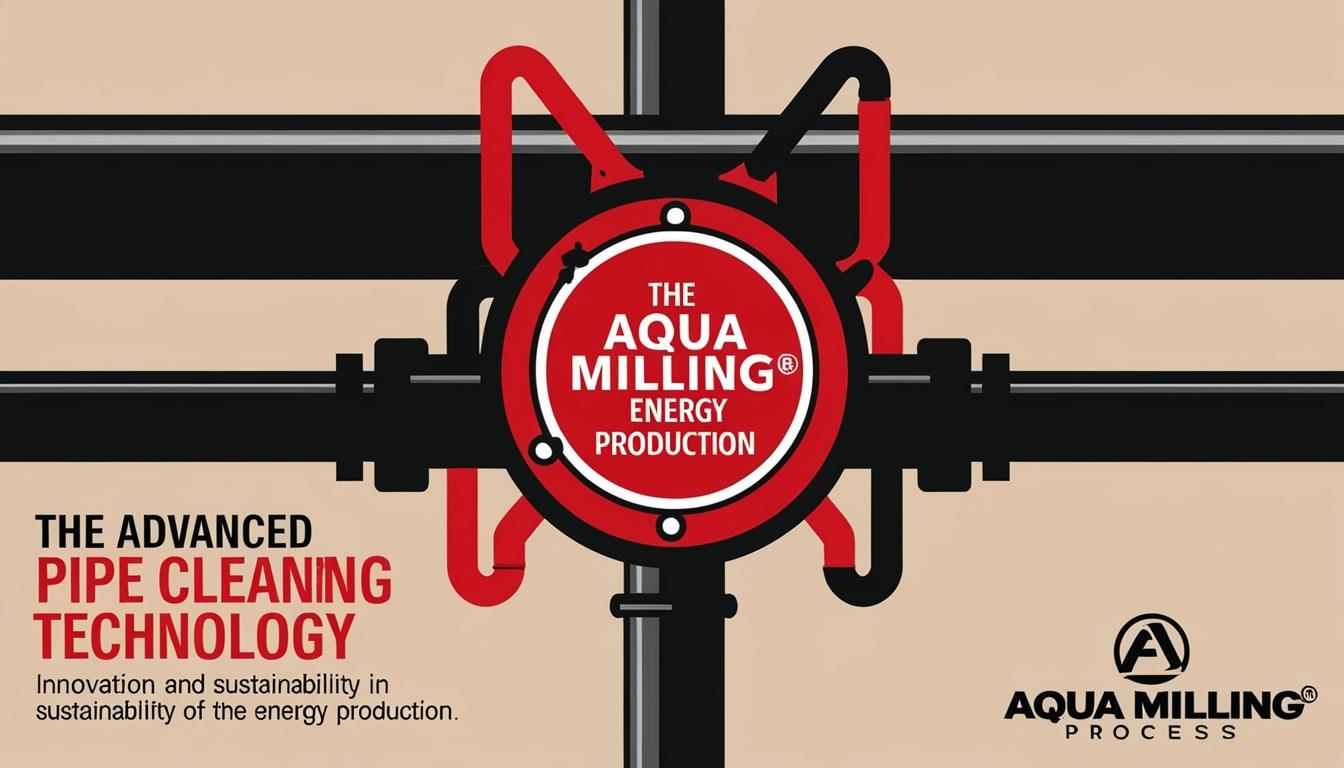 THE
AQUA
MILLING®
ENERGY
PRODUCTION
THE ADVANCED
PIPE CLEANING
TECHNOLOGY
Innovation and sustainability in
sustainability of the energy production.
AQUA MILLING®
PROCESS